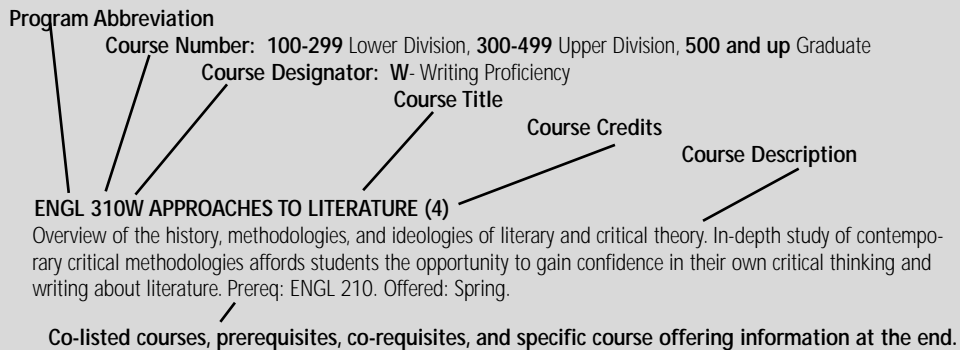 Program Abbreviation
Course Number: 100-299 Lower Division, 300-499 Upper Division, 500 and up Graduate
Course Designator: W- Writing Proficiency
Course Title
Course Credits
Course Description
ENGL 310W APPROACHES TO LITERATURE (4)
Overview of the history, methodologies, and ideologies of literary and critical theory. In-depth study of contempo-
rary critical methodologies affords students the opportunity to gain confidence in their own critical thinking and
writing about literature. Prereq: ENGL 210. Offered: Spring.
Co-listed courses, prerequisites, co-requisites, and specific course offering information at the end.